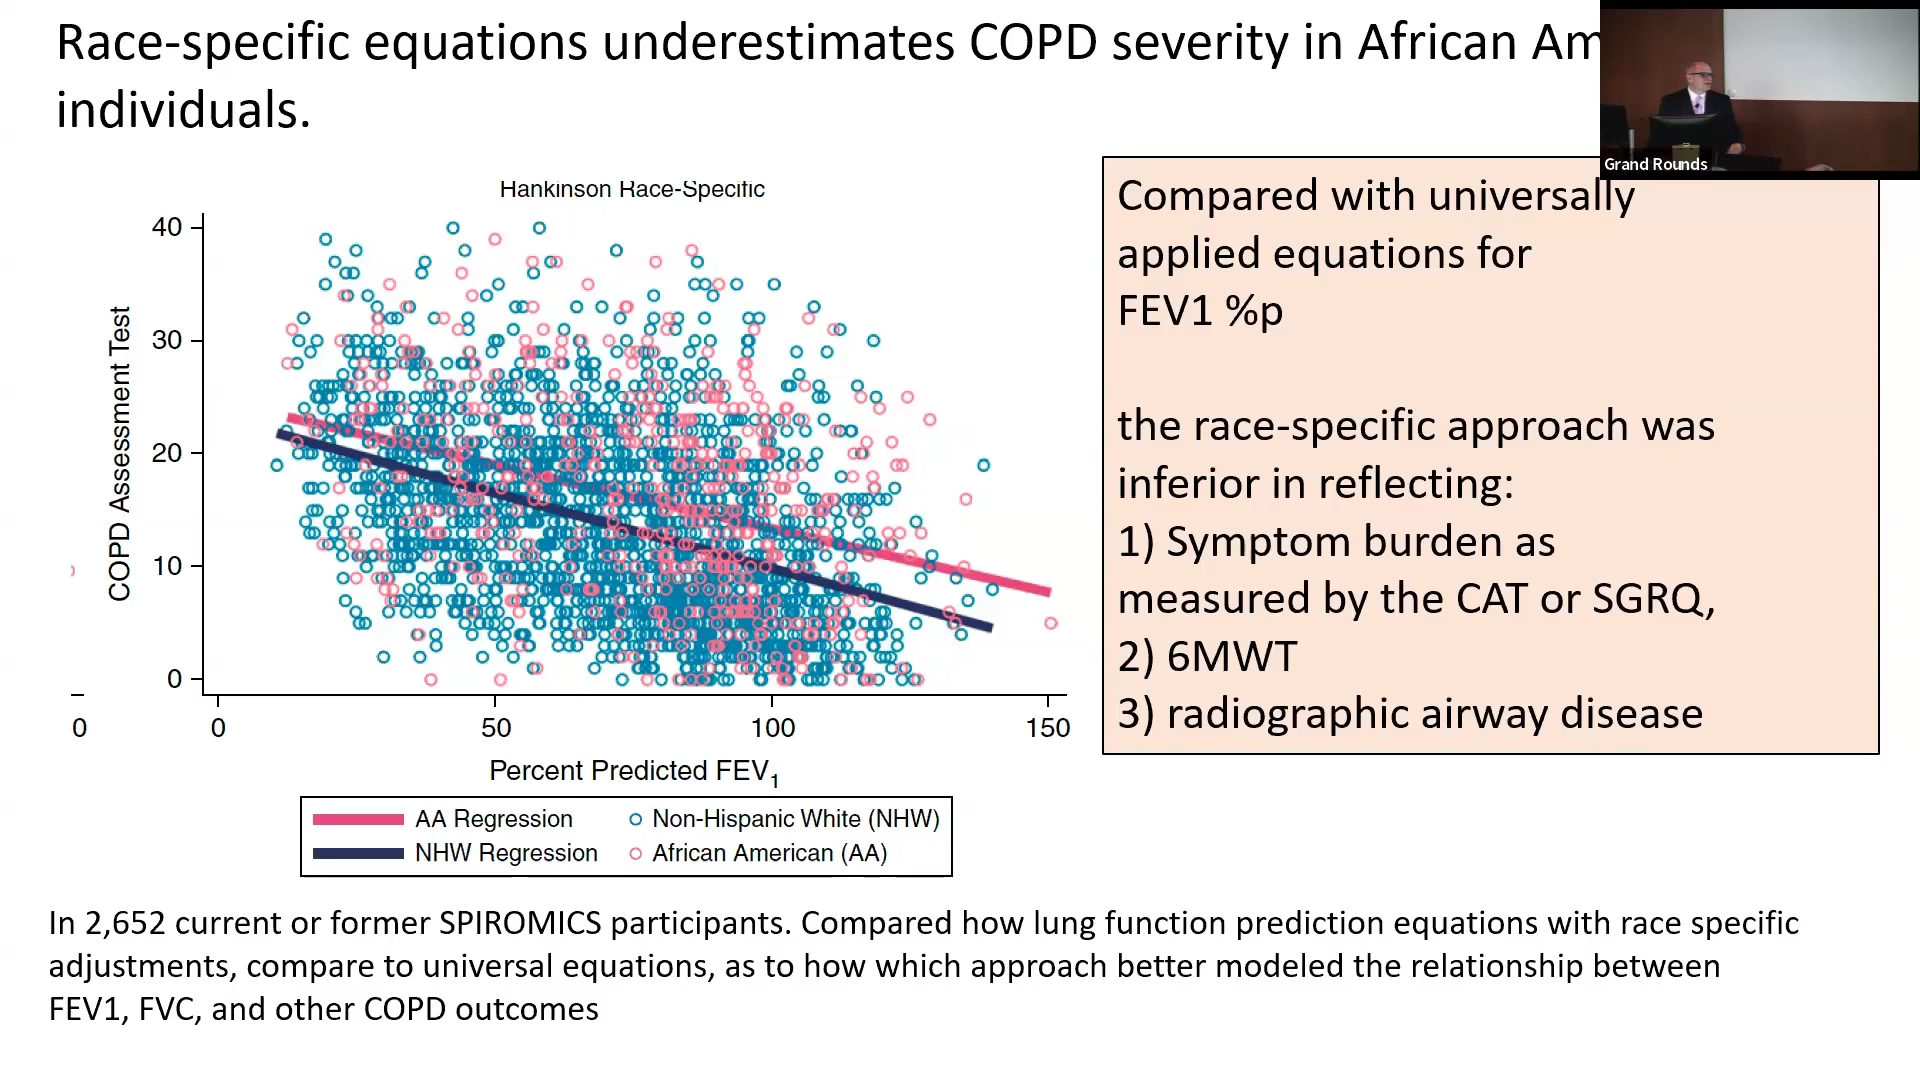 Race-specific equations underestimates COPD severity in African Am
individuals.
Grand Rounds
Hankinson Race-Specific
COPD Assessment Test
40
30
20
10
0
0
0
50
100
150
Percent Predicted FEV1
AA Regression
Non-Hispanic White (NHW)
NHW Regression
African American (AA)
Compared with universally
applied equations for
FEV1 %p
the race-specific approach was
inferior in reflecting:
1) Symptom burden as
measured by the CAT or SGRQ,
2) 6MWT
3) radiographic airway disease
In 2,652 current or former SPIROMICS participants. Compared how lung function prediction equations with race specific
adjustments, compare to universal equations, as to how which approach better modeled the relationship between
FEV1, FVC, and other COPD outcomes